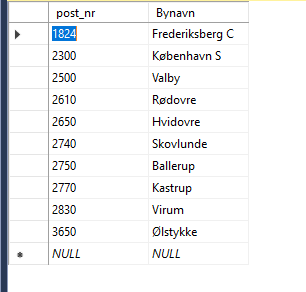 post_nr Bynavn
1824 Frederiksberg C
2300 København S
2500 Valby
2610 Rødovre
2650 Hvidovre
2740 Skovlunde
2750 Ballerup
2770 Kastrup
2830 Virum
3650 Ølstykke
NULL NULL